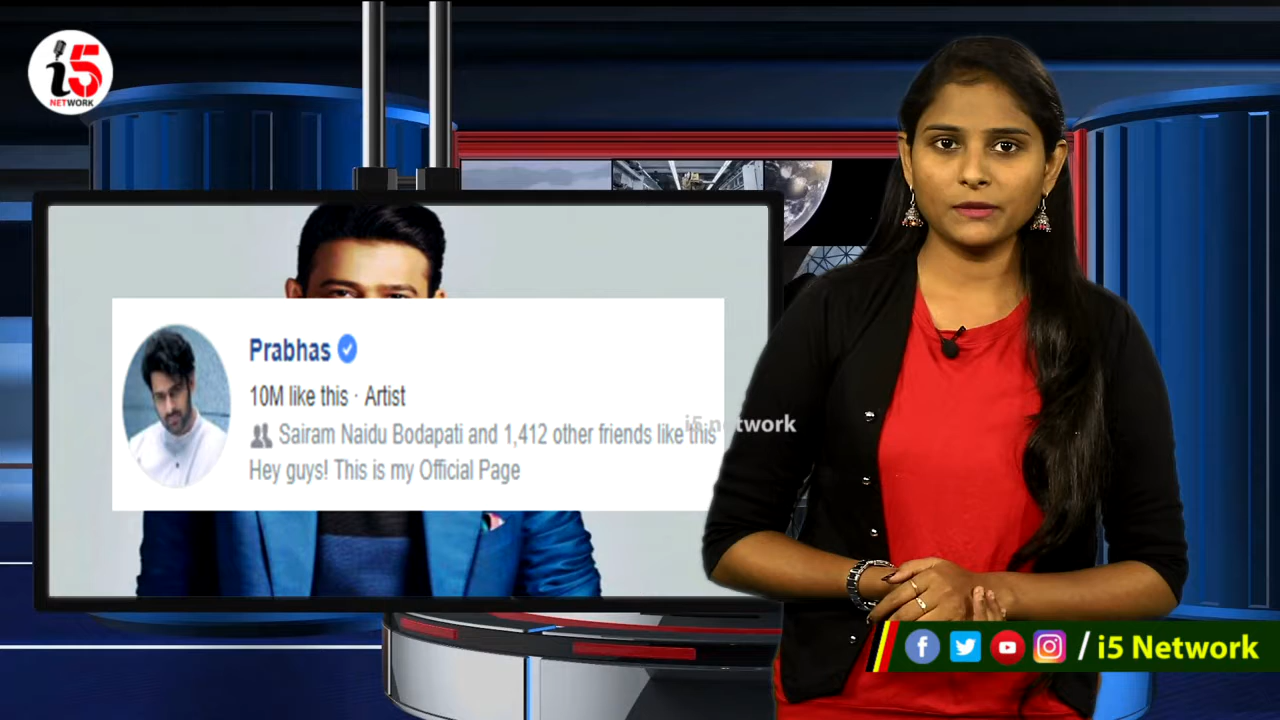 i5
NETWORK
Prabhas
10M like this · Artist
Sairam Naidu Bodapati and 1,412 other friends like this
Hey guys! This is my Official Page
i5 network
/ i5 Network